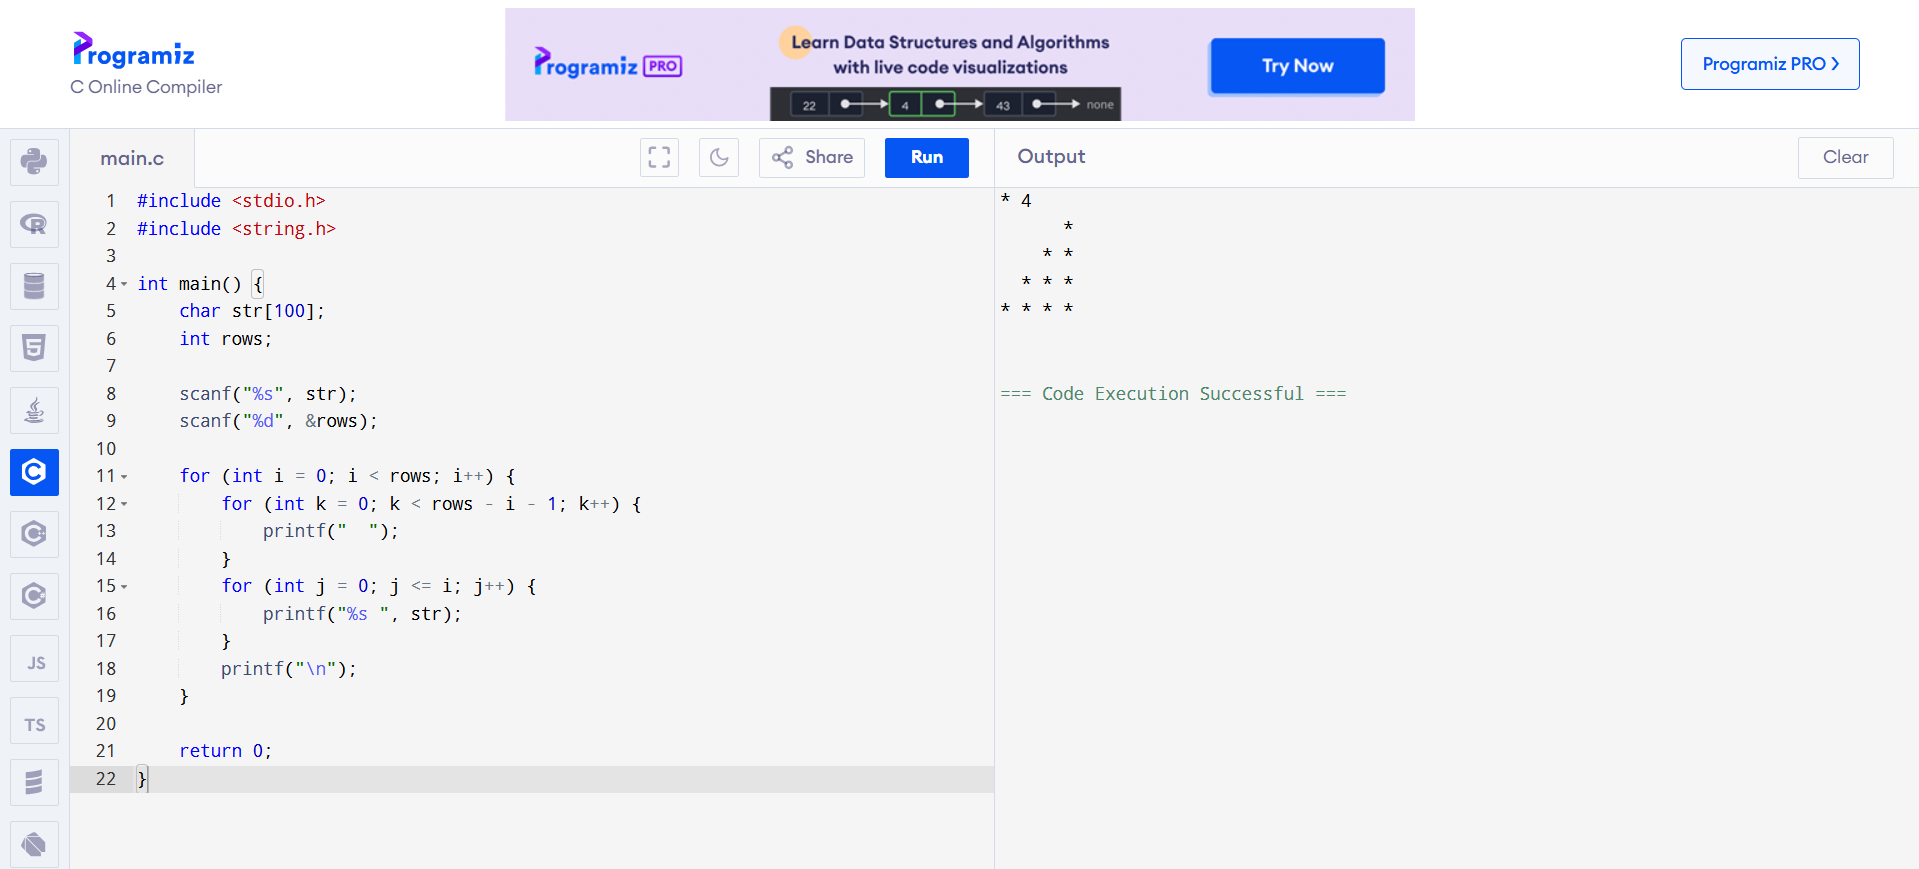 Programiz
C Online Compiler
Programiz PRO
Learn Data Structures and Algorithms
with live code visualizations
22 4 43 none
Try Now
Programiz PRO >
main.c
Share
Run
Output
Clear
1 #include <stdio.h>
2 #include <string.h>
3
4 int main() {
5     char str[100];
6     int rows;
7
8     scanf("%s", str);
9     scanf("%d", &rows);
10
11     for (int i = 0; i < rows; i++) {
12         for (int k = 0; k < rows - i - 1; k++) {
13             printf("  ");
14         }
15         for (int j = 0; j <= i; j++) {
16             printf("%s ", str);
17         }
18         printf("\n");
19     }
20
21     return 0;
22 }
* 4
      *
    * *
  * * *
* * * *
=== Code Execution Successful ===
R
5
C
C
C
JS
TS